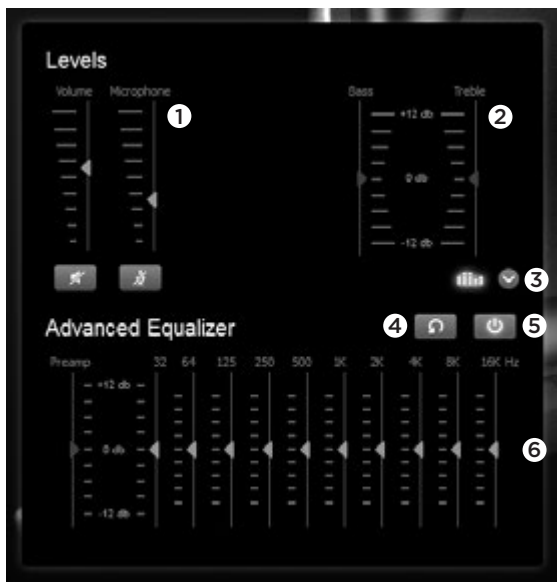 Levels
Volume Microphone 1 Bass Treble
+12 db 2
0 db
-12 db
3
Advanced Equalizer 4 5
Preamp 32 64 125 250 500 1K 2K 4K 8K 16K Hz
+12 db
0 db 6
-12 db